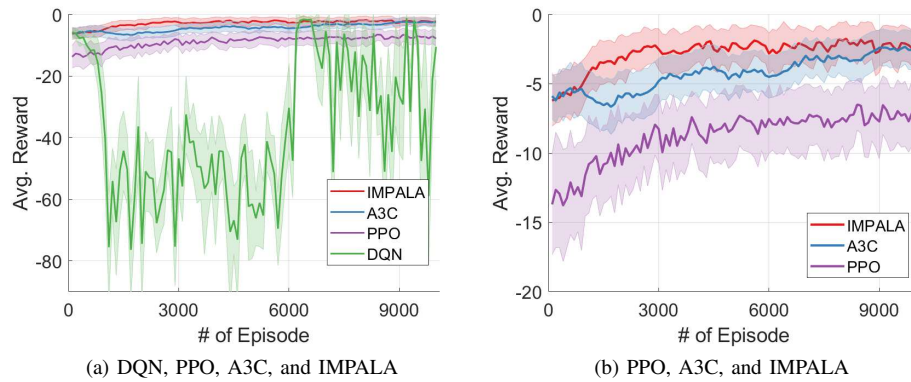 0
-20
-40
-60
-80
Avg. Reward
0
3000
6000
9000
# of Episode
IMPALA
A3C
PPO
DQN
(a) DQN, PPO, A3C, and IMPALA
0
-5
-10
-15
-20
Avg. Reward
0
3000
6000
9000
# of Episode
IMPALA
A3C
PPO
(b) PPO, A3C, and IMPALA